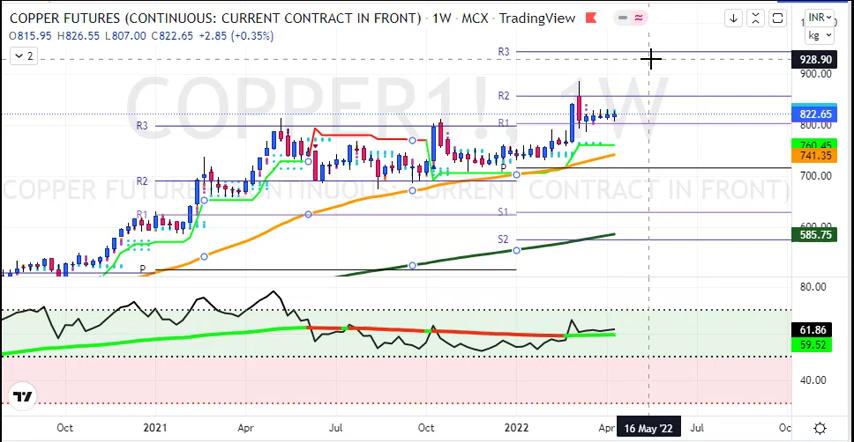 COPPER FUTURES (CONTINUOUS: CURRENT CONTRACT IN FRONT) · 1W · MCX · TradingView
O815.95 H826.55 L807.00 C822.65 +2.85 (+0.35%)
INR
kg
2
COPPER1!, 1W
COPPER FUTURES (CONTINUOUS: CURRENT CONTRACT IN FRONT)
R3
928.90
900.00
R2
822.65
R3
R1
800.00
760.45
741.35
P
700.00
R2
R1
S1
600.00
585.75
S2
P
80.00
61.86
59.52
40.00
Oct
2021
Apr
Jul
Oct
2022
Apr
16 May '22
Jul